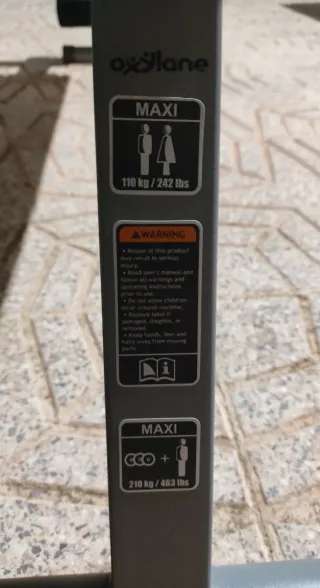 oxylane
MAXI
110 kg / 242 lbs
WARNING
• Misuse of this product
may result in serious
injury.
• Read user's manual and
follow all warnings and
operating instructions
prior to use.
• Do not allow children
on or around machine.
• Replace label if
damaged, illegible, or
removed.
• Keep hands, feet and
hairs away from moving
parts
MAXI
+
210 kg / 463 lbs